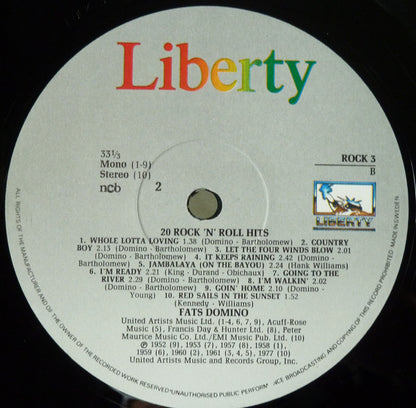 Liberty
33⅓
Mono (1-9)
Stereo (10)
ncb
2
ROCK 3
B
LIBERTY
20 ROCK 'N' ROLL HITS
1. WHOLE LOTTA LOVING 1.38 (Domino - Bartholomew) 2. COUNTRY
BOY 2.13 (Domino - Bartholomew) 3. LET THE FOUR WINDS BLOW 2.01
(Domino - Bartholomew) 4. IT KEEPS RAINING 2.42 (Domino -
Bartholomew) 5. JAMBALAYA (ON THE BAYOU) 2.24 (Hank Williams)
6. I'M READY 2.21 (King - Durand - Obichaux) 7. GOING TO THE
RIVER 2.29 (Domino - Bartholomew) 8. I'M WALKIN' 2.02
(Domino - Bartholomew) 9. GOIN' HOME 2.10 (Domino -
Young) 10. RED SAILS IN THE SUNSET 1.52
(Kennedy - Williams)
FATS DOMINO
United Artists Music Ltd. (1-4, 6, 7, 9), Acuff-Rose
Music (5), Francis Day & Hunter Ltd. (8), Peter
Maurice Music Co. Ltd./EMI Music Pub. Ltd. (10)
℗ 1952 (9), 1953 (7), 1957 (8), 1958 (1),
1959 (6), 1960 (2), 1961 (3, 4, 5), 1977 (10)
United Artists Music and Records Group, Inc.
ALL RIGHTS OF THE MANUFACTURER AND OF THE OWNER OF THE RECORDED WORK RESERVED · UNAUTHORISED PUBLIC PERFORMANCE BROADCASTING AND COPYING OF THIS RECORD PROHIBITED · MADE IN SWEDEN